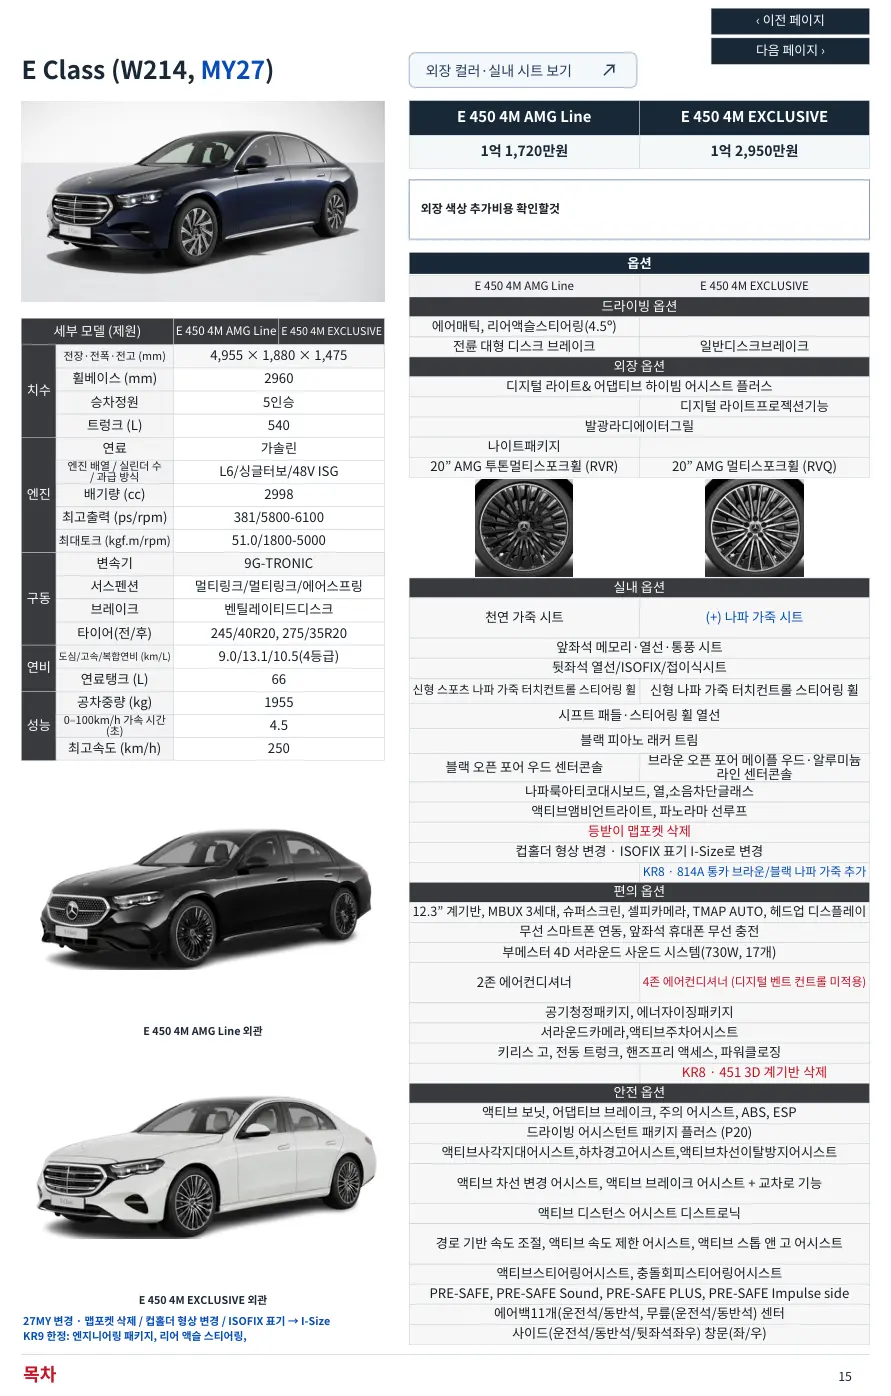 ‹ 이전 페이지
다음 페이지 ›
E Class (W214, MY27)
외장 컬러·실내 시트 보기
E 450 4M AMG Line E 450 4M EXCLUSIVE
1억 1,720만원 1억 2,950만원
외장 색상 추가비용 확인할것
세부 모델 (제원) E 450 4M AMG Line E 450 4M EXCLUSIVE
치수
전장·전폭·전고 (mm) 4,955 × 1,880 × 1,475
휠베이스 (mm) 2960
승차정원 5인승
트렁크 (L) 540
엔진
연료 가솔린
엔진 배열 / 실린더 수
/ 과급 방식 L6/싱글터보/48V ISG
배기량 (cc) 2998
최고출력 (ps/rpm) 381/5800-6100
최대토크 (kgf.m/rpm) 51.0/1800-5000
구동
변속기 9G-TRONIC
서스펜션 멀티링크/멀티링크/에어스프링
브레이크 벤틸레이티드디스크
타이어(전/후) 245/40R20, 275/35R20
연비
도심/고속/복합연비 (km/L) 9.0/13.1/10.5(4등급)
연료탱크 (L) 66
성능
공차중량 (kg) 1955
0–100km/h 가속 시간
(초) 4.5
최고속도 (km/h) 250
E 450 4M AMG Line 외관
E 450 4M EXCLUSIVE 외관
27MY 변경 · 맵포켓 삭제 / 컵홀더 형상 변경 / ISOFIX 표기 → I-Size
KR9 한정: 엔지니어링 패키지, 리어 액슬 스티어링,
옵션
E 450 4M AMG Line E 450 4M EXCLUSIVE
드라이빙 옵션
에어매틱, 리어액슬스티어링(4.5º)
전륜 대형 디스크 브레이크 일반디스크브레이크
외장 옵션
디지털 라이트& 어댑티브 하이빔 어시스트 플러스
디지털 라이트프로젝션기능
발광라디에이터그릴
나이트패키지
20” AMG 투톤멀티스포크휠 (RVR) 20” AMG 멀티스포크휠 (RVQ)
실내 옵션
천연 가죽 시트 (+) 나파 가죽 시트
앞좌석 메모리·열선·통풍 시트
뒷좌석 열선/ISOFIX/접이식시트
신형 스포츠 나파 가죽 터치컨트롤 스티어링 휠 신형 나파 가죽 터치컨트롤 스티어링 휠
시프트 패들·스티어링 휠 열선
블랙 피아노 래커 트림
블랙 오픈 포어 우드 센터콘솔 브라운 오픈 포어 메이플 우드·알루미늄
라인 센터콘솔
나파룩아티코대시보드, 열,소음차단글래스
액티브앰비언트라이트, 파노라마 선루프
등받이 맵포켓 삭제
컵홀더 형상 변경 · ISOFIX 표기 I-Size로 변경
KR8 · 814A 통카 브라운/블랙 나파 가죽 추가
편의 옵션
12.3” 계기반, MBUX 3세대, 슈퍼스크린, 셀피카메라, TMAP AUTO, 헤드업 디스플레이
무선 스마트폰 연동, 앞좌석 휴대폰 무선 충전
부메스터 4D 서라운드 사운드 시스템(730W, 17개)
2존 에어컨디셔너 4존 에어컨디셔너 (디지털 벤트 컨트롤 미적용)
공기청정패키지, 에너자이징패키지
서라운드카메라,액티브주차어시스트
키리스 고, 전동 트렁크, 핸즈프리 액세스, 파워클로징
KR8 · 451 3D 계기반 삭제
안전 옵션
액티브 보닛, 어댑티브 브레이크, 주의 어시스트, ABS, ESP
드라이빙 어시스턴트 패키지 플러스 (P20)
액티브사각지대어시스트,하차경고어시스트,액티브차선이탈방지어시스트
액티브 차선 변경 어시스트, 액티브 브레이크 어시스트 + 교차로 기능
액티브 디스턴스 어시스트 디스트로닉
경로 기반 속도 조절, 액티브 속도 제한 어시스트, 액티브 스톱 앤 고 어시스트
액티브스티어링어시스트, 충돌회피스티어링어시스트
PRE-SAFE, PRE-SAFE Sound, PRE-SAFE PLUS, PRE-SAFE Impulse side
에어백11개(운전석/동반석, 무릎(운전석/동반석) 센터
사이드(운전석/동반석/뒷좌석좌우) 창문(좌/우)
목차
15